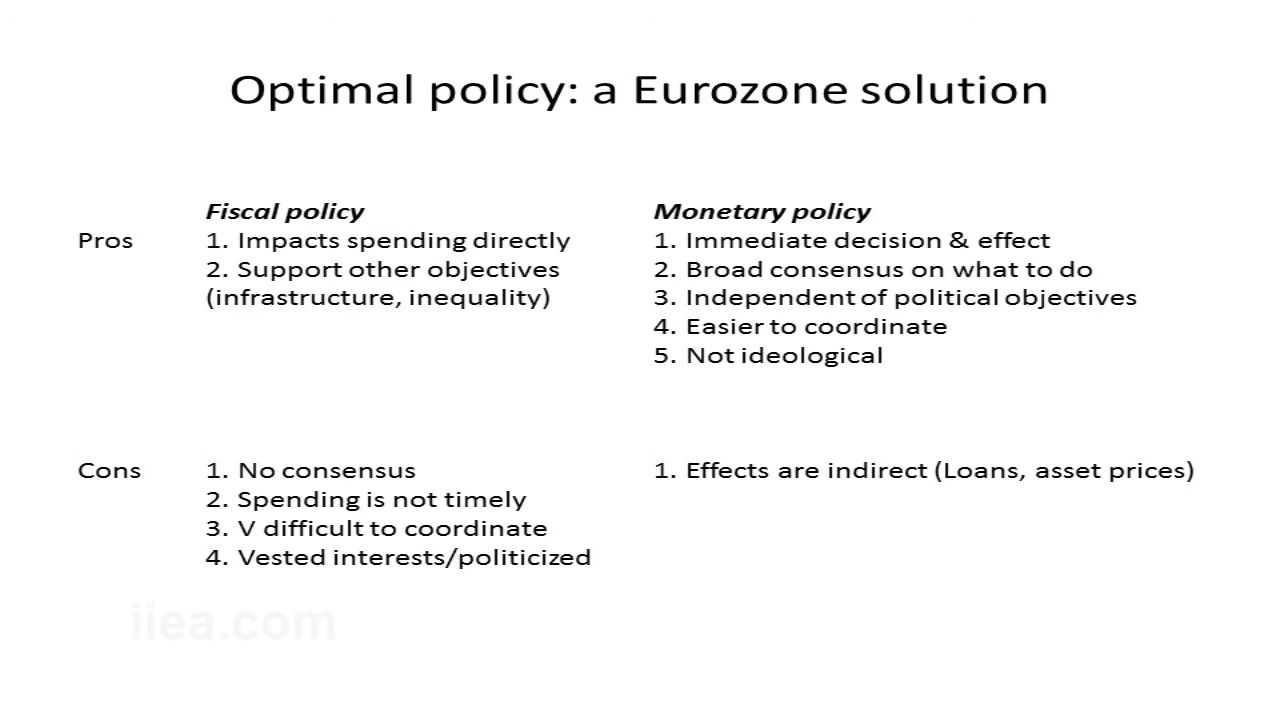 Optimal policy: a Eurozone solution
Fiscal policy
Monetary policy
Pros
1. Impacts spending directly
2. Support other objectives
(infrastructure, inequality)
1. Immediate decision & effect
2. Broad consensus on what to do
3. Independent of political objectives
4. Easier to coordinate
5. Not ideological
Cons
1. No consensus
2. Spending is not timely
3. V difficult to coordinate
4. Vested interests/politicized
1. Effects are indirect (Loans, asset prices)
iiea.com